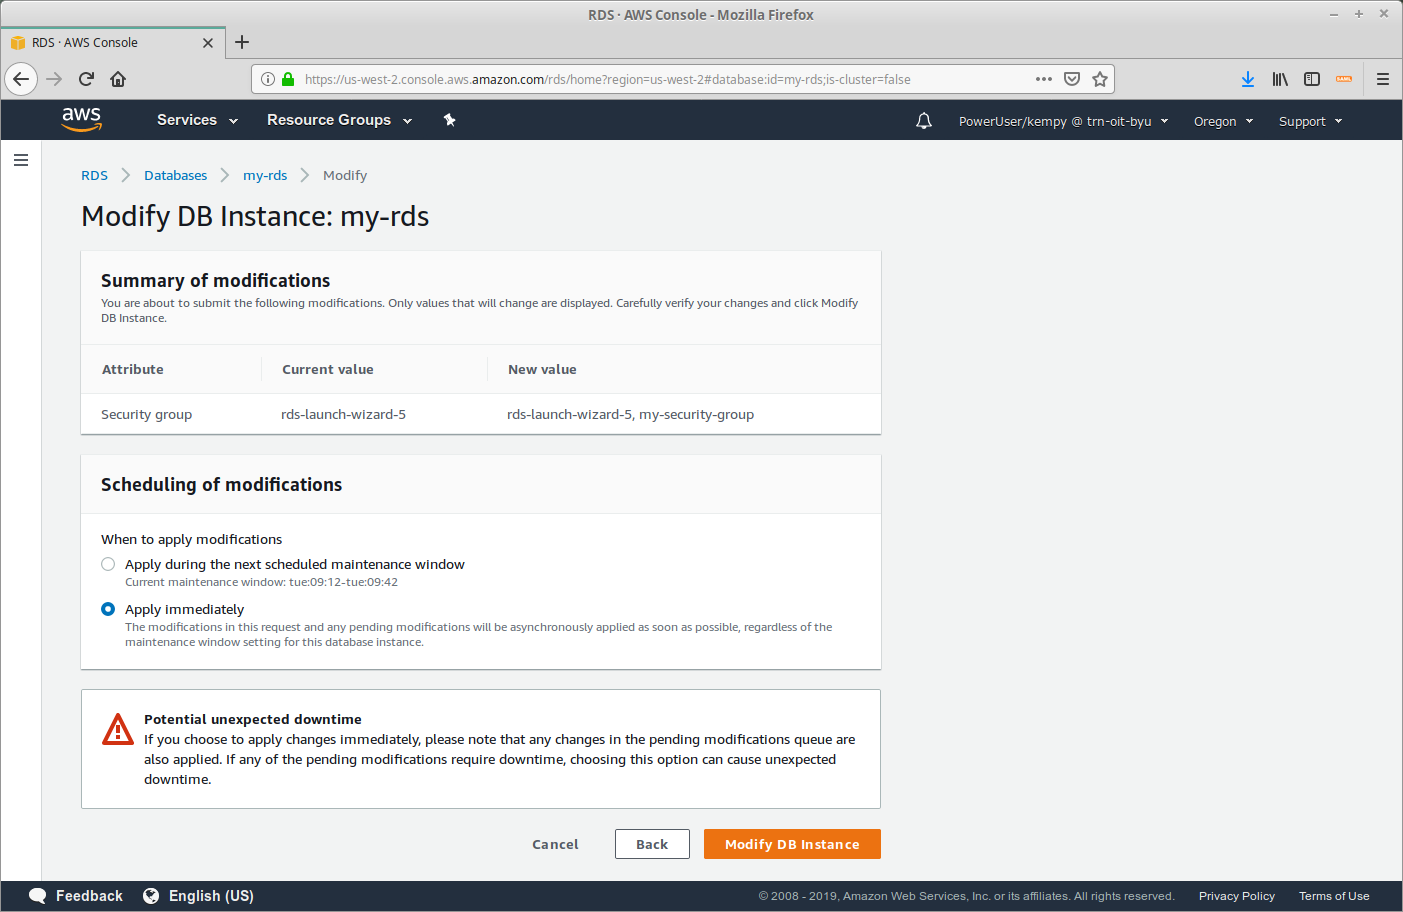 RDS · AWS Console - Mozilla Firefox
RDS · AWS Console
https://us-west-2.console.aws.amazon.com/rds/home?region=us-west-2#database:id=my-rds;is-cluster=false
SAML
aws
Services
Resource Groups
PowerUser/kempy @ trn-oit-byu
Oregon
Support
RDS
Databases
my-rds
Modify
Modify DB Instance: my-rds
Summary of modifications
You are about to submit the following modifications. Only values that will change are displayed. Carefully verify your changes and click Modify
DB Instance.
Attribute
Current value
New value
Security group
rds-launch-wizard-5
rds-launch-wizard-5, my-security-group
Scheduling of modifications
When to apply modifications
Apply during the next scheduled maintenance window
Current maintenance window: tue:09:12-tue:09:42
Apply immediately
The modifications in this request and any pending modifications will be asynchronously applied as soon as possible, regardless of the
maintenance window setting for this database instance.
Potential unexpected downtime
If you choose to apply changes immediately, please note that any changes in the pending modifications queue are
also applied. If any of the pending modifications require downtime, choosing this option can cause unexpected
downtime.
Cancel
Back
Modify DB Instance
Feedback
English (US)
© 2008 - 2019, Amazon Web Services, Inc. or its affiliates. All rights reserved.
Privacy Policy
Terms of Use